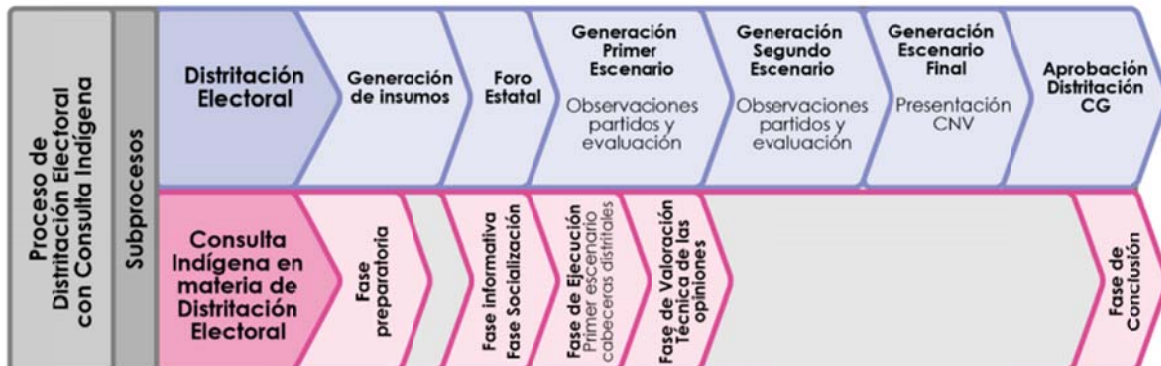 Proceso de
Distritación Electoral
con Consulta Indígena
Subprocesos
Distritación
Electoral
Generación
de insumos
Foro
Estatal
Generación
Primer
Escenario
Observaciones
partidos y
evaluación
Generación
Segundo
Escenario
Observaciones
partidos y
evaluación
Generación
Escenario
Final
Presentación
CNV
Aprobación
Distritación
CG
Consulta
Indígena en
materia de
Distritación
Electoral
Fase
preparatoria
Fase informativa
Fase Socialización
Fase de Ejecución
Primer escenario
cabeceras distritales
Fase de Valoración
Técnica de las
opiniones
Fase de
Conclusión